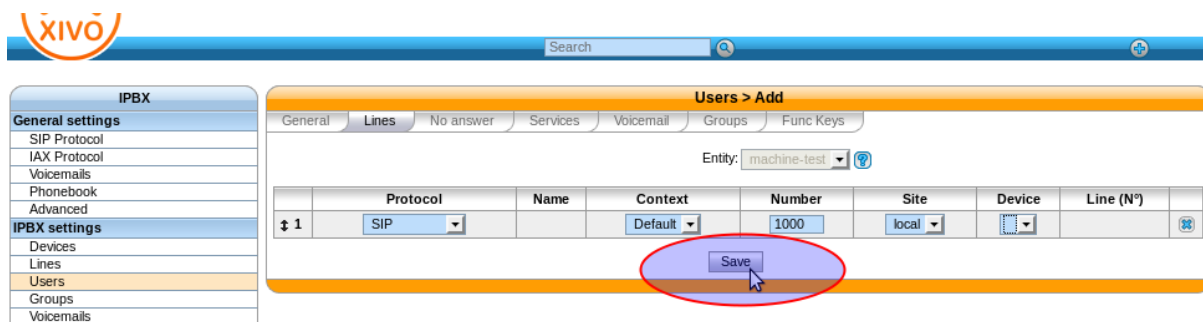 XIVO
Search
IPBX
General settings
SIP Protocol
IAX Protocol
Voicemails
Phonebook
Advanced
IPBX settings
Devices
Lines
Users
Groups
Voicemails
Users > Add
General Lines No answer Services Voicemail Groups Func Keys
Entity: machine-test ?
Protocol Name Context Number Site Device Line (N°)
1 SIP Default 1000 local
Save